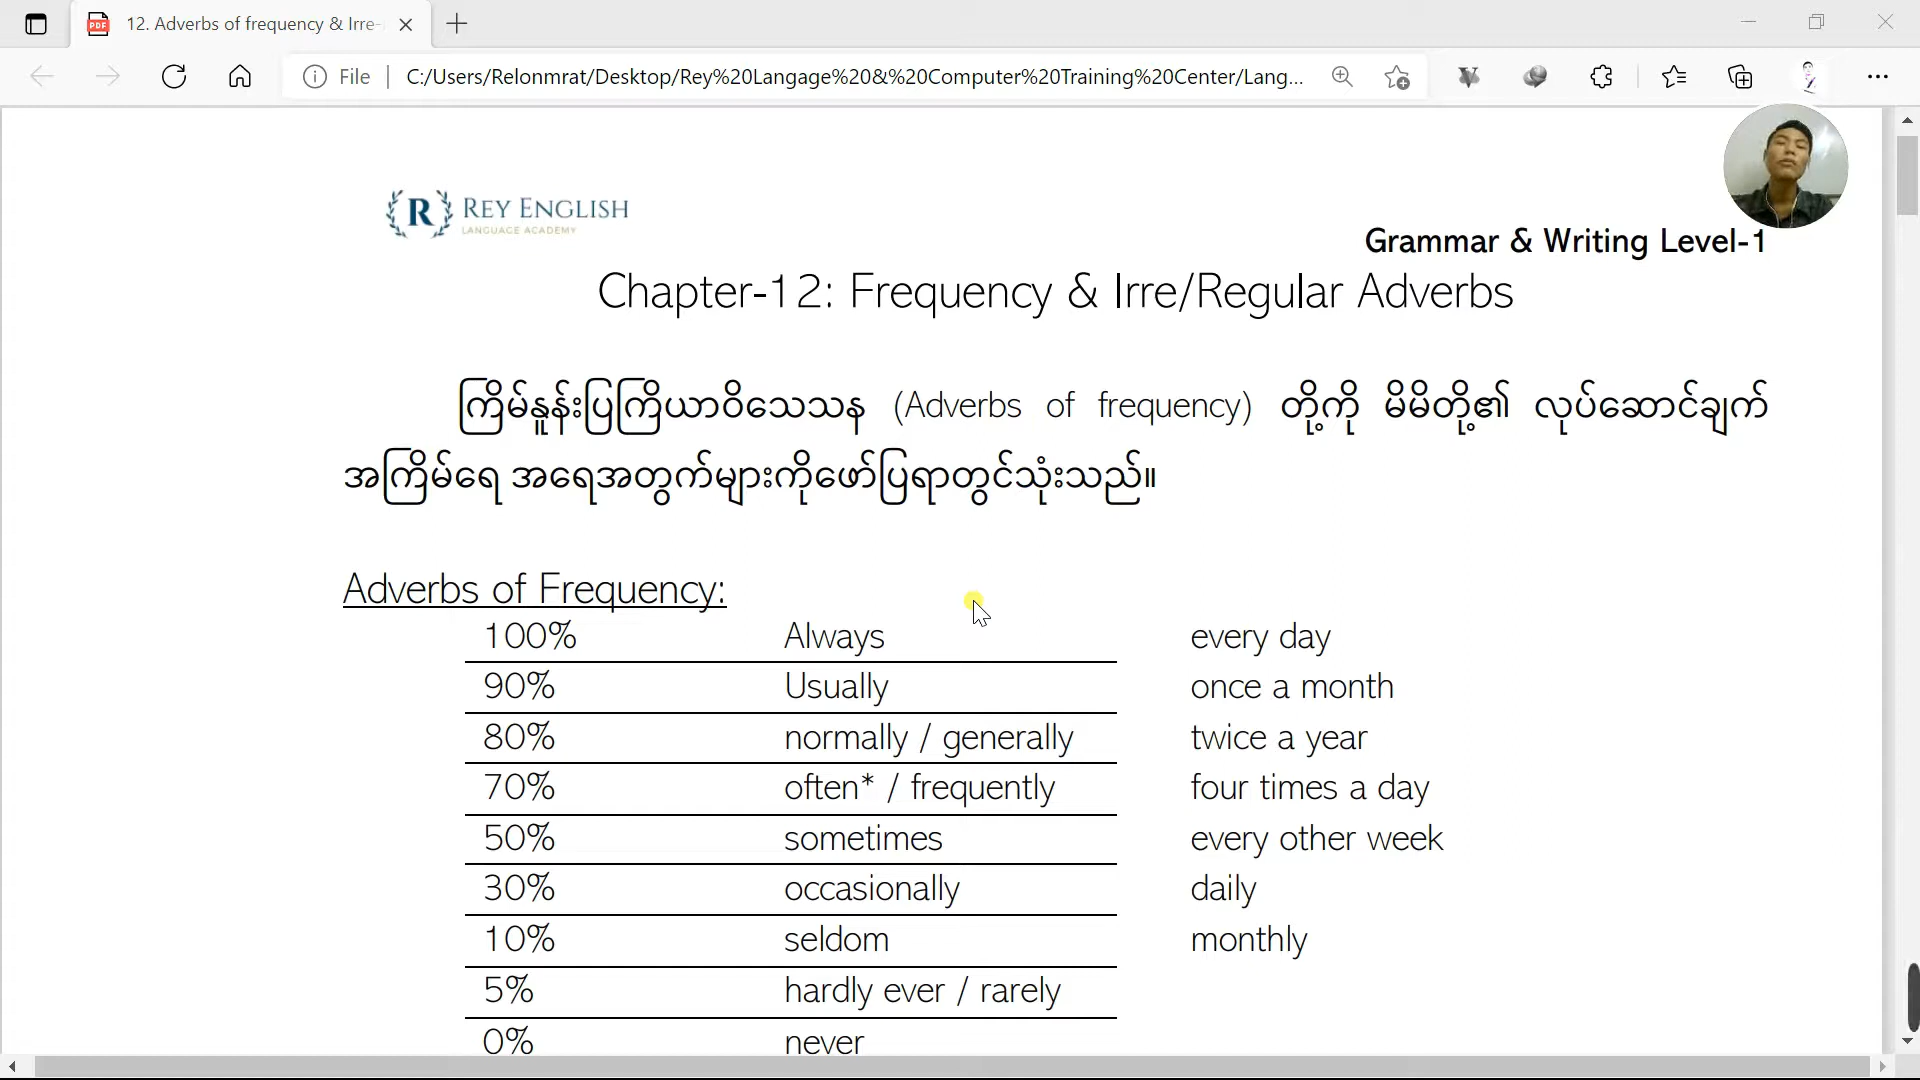 12. Adverbs of frequency & Irre-
File
C:/Users/Relonmrat/Desktop/Rey%20Langage%20&%20Computer%20Training%20Center/Lang...
R REY ENGLISH
LANGUAGE ACADEMY
Grammar & Writing Level-1
Chapter-12: Frequency & Irre/Regular Adverbs
ကြိမ်နှုန်းပြကြိယာဝိသေသန (Adverbs of frequency) တို့ကို မိမိတို့၏ လုပ်ဆောင်ချက်
အကြိမ်ရေ အရေအတွက်များကိုဖော်ပြရာတွင်သုံးသည်။
Adverbs of Frequency:
100% Always every day
90% Usually once a month
80% normally / generally twice a year
70% often* / frequently four times a day
50% sometimes every other week
30% occasionally daily
10% seldom monthly
5% hardly ever / rarely
0% never